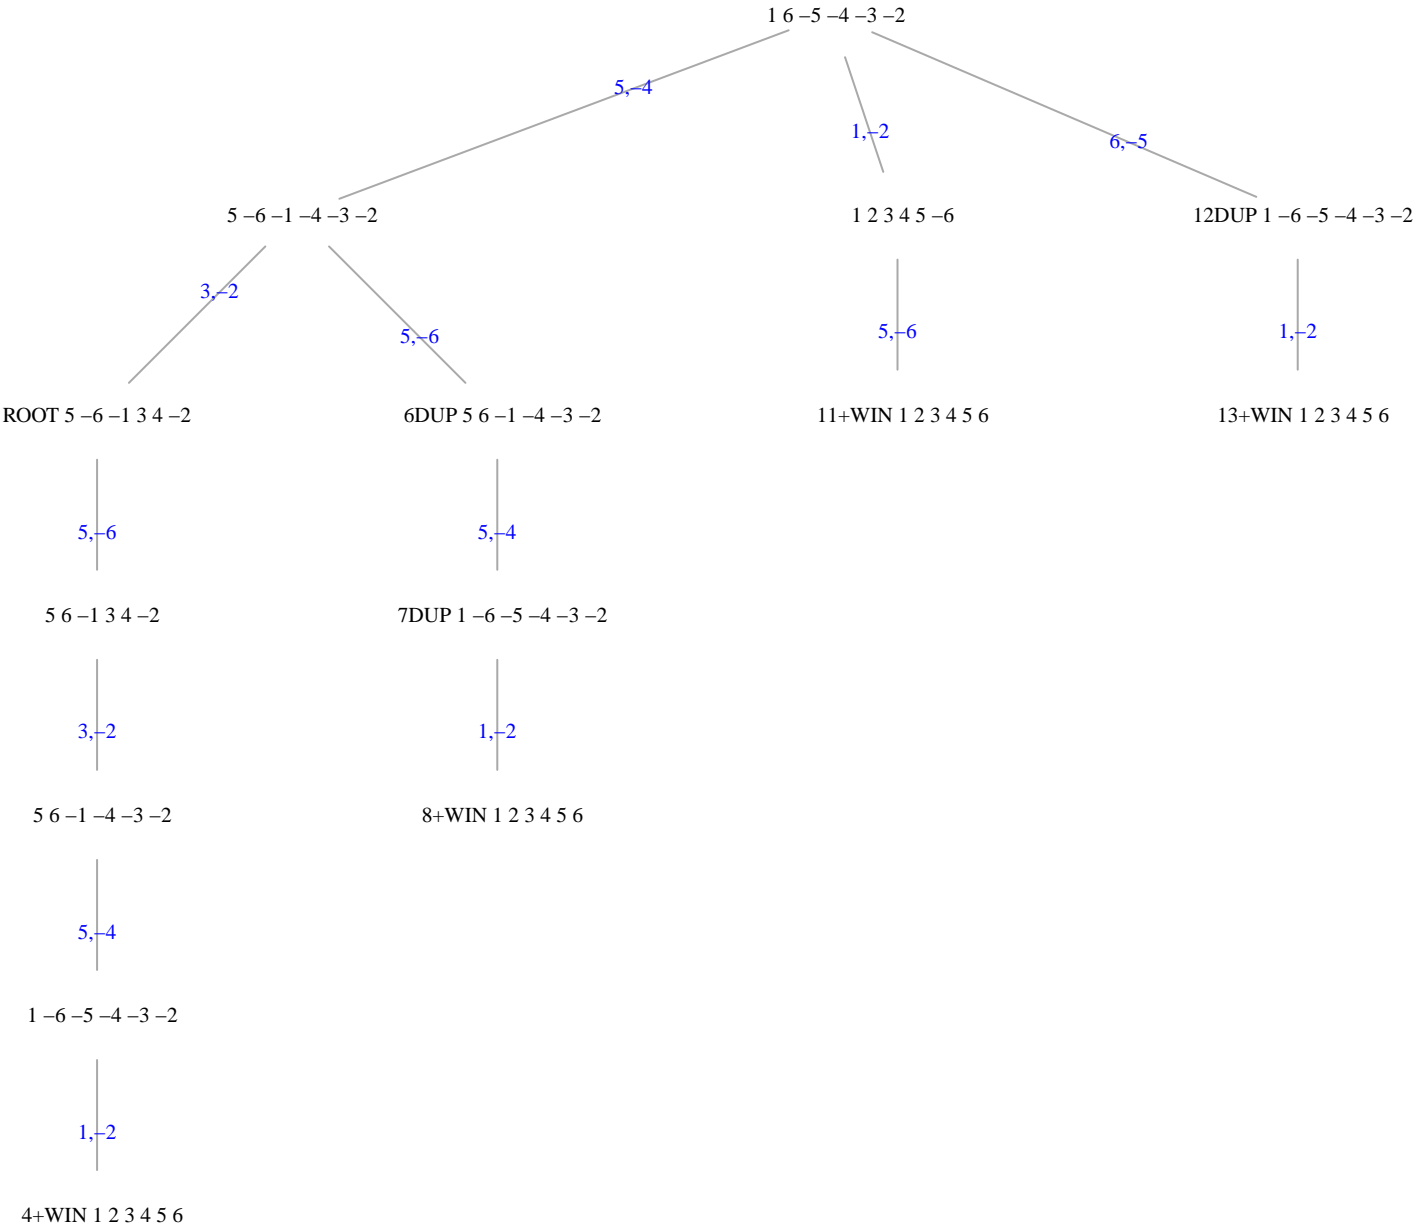 1 6 –5 –4 –3 –2
5,–4
1,–2
6,–5
5 –6 –1 –4 –3 –2
1 2 3 4 5 –6
12DUP 1 –6 –5 –4 –3 –2
3,–2
5,–6
5,–6
1,–2
ROOT 5 –6 –1 3 4 –2
6DUP 5 6 –1 –4 –3 –2
11+WIN 1 2 3 4 5 6
13+WIN 1 2 3 4 5 6
5,–6
5,–4
5 6 –1 3 4 –2
7DUP 1 –6 –5 –4 –3 –2
3,–2
1,–2
5 6 –1 –4 –3 –2
8+WIN 1 2 3 4 5 6
5,–4
1 –6 –5 –4 –3 –2
1,–2
4+WIN 1 2 3 4 5 6